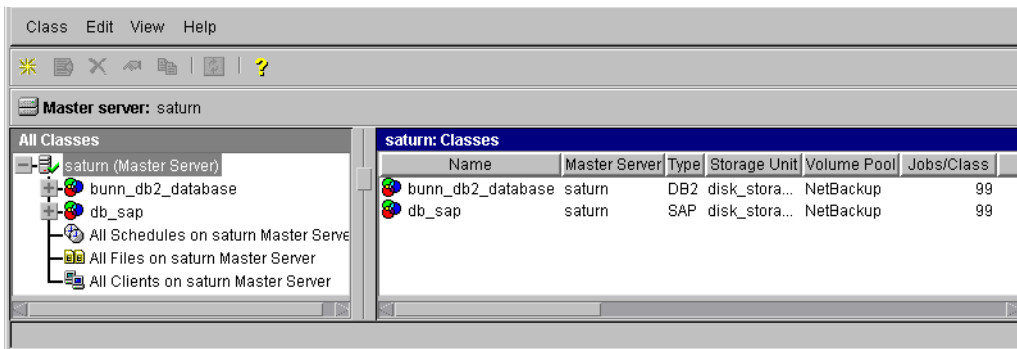 Class Edit View Help
Master server: saturn
All Classes
saturn (Master Server)
bunn_db2_database
db_sap
All Schedules on saturn Master Serve
All Files on saturn Master Server
All Clients on saturn Master Server
saturn: Classes
Name Master Server Type Storage Unit Volume Pool Jobs/Class
bunn_db2_database saturn DB2 disk_stora... NetBackup 99
db_sap saturn SAP disk_stora... NetBackup 99